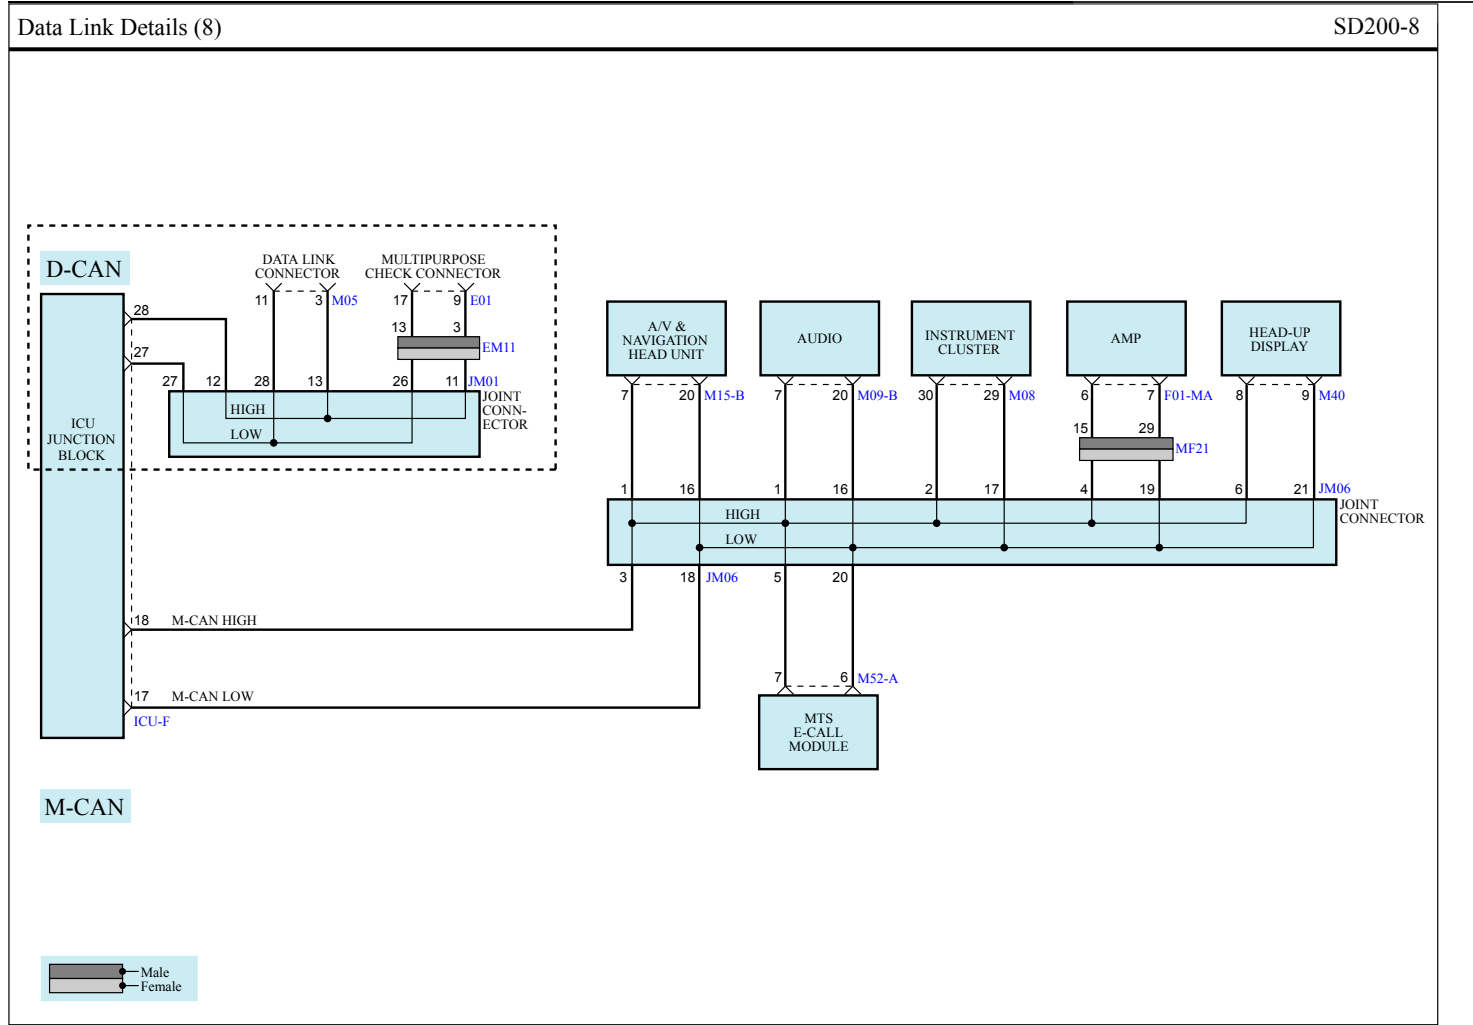 Data Link Details (8)
SD200-8
D-CAN
DATA LINK
CONNECTOR
MULTIPURPOSE
CHECK CONNECTOR
11
3
M05
17
9
E01
28
13
3
EM11
27
27
12
28
13
26
11
JM01
JOINT
CONN-
ECTOR
HIGH
LOW
ICU
JUNCTION
BLOCK
A/V &
NAVIGATION
HEAD UNIT
AUDIO
INSTRUMENT
CLUSTER
AMP
HEAD-UP
DISPLAY
7
20
M15-B
7
20
M09-B
30
29
M08
6
7
F01-MA
8
9
M40
15
29
MF21
1
16
1
16
2
17
4
19
6
21
JM06
JOINT
CONNECTOR
HIGH
LOW
3
18
JM06
5
20
18
M-CAN HIGH
17
M-CAN LOW
ICU-F
7
6
M52-A
MTS
E-CALL
MODULE
M-CAN
Male
Female